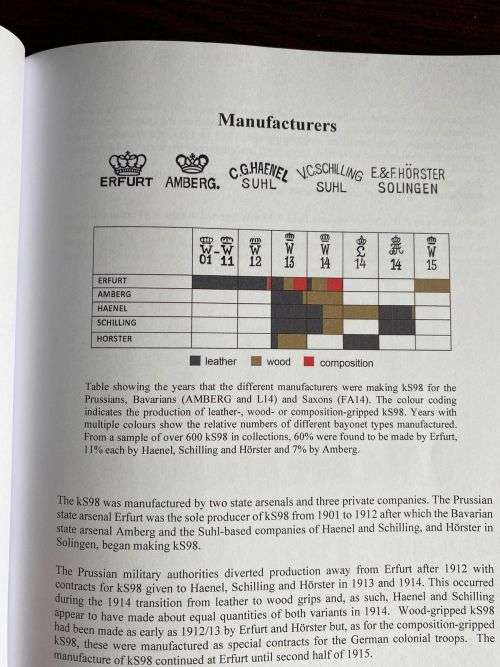 Manufacturers
ERFURT AMBERG. C.G.HAENEL SUHL V.C.SCHILLING SUHL E.&F.HÖRSTER SOLINGEN
W 01 - W 11 W 12 W 13 W 14 L 14 FA 14 W 15
ERFURT
AMBERG
HAENEL
SCHILLING
HORSTER
leather wood composition
Table showing the years that the different manufacturers were making kS98 for the
Prussians, Bavarians (AMBERG and L14) and Saxons (FA14). The colour coding
indicates the production of leather-, wood- or composition-gripped kS98. Years with
multiple colours show the relative numbers of different bayonet types manufactured.
From a sample of over 600 kS98 in collections, 60% were found to be made by Erfurt,
11% each by Haenel, Schilling and Hörster and 7% by Amberg.
The kS98 was manufactured by two state arsenals and three private companies. The Prussian
state arsenal Erfurt was the sole producer of kS98 from 1901 to 1912 after which the Bavarian
state arsenal Amberg and the Suhl-based companies of Haenel and Schilling, and Hörster in
Solingen, began making kS98.
The Prussian military authorities diverted production away from Erfurt after 1912 with
contracts for kS98 given to Haenel, Schilling and Hörster in 1913 and 1914. This occurred
during the 1914 transition from leather to wood grips and, as such, Haenel and Schilling
appear to have made about equal quantities of both variants in 1914. Wood-gripped kS98
had been made as early as 1912/13 by Erfurt and Hörster but, as for the composition-gripped
kS98, these were manufactured as special contracts for the German colonial troops. The
manufacture of kS98 continued at Erfurt until second half of 1915.